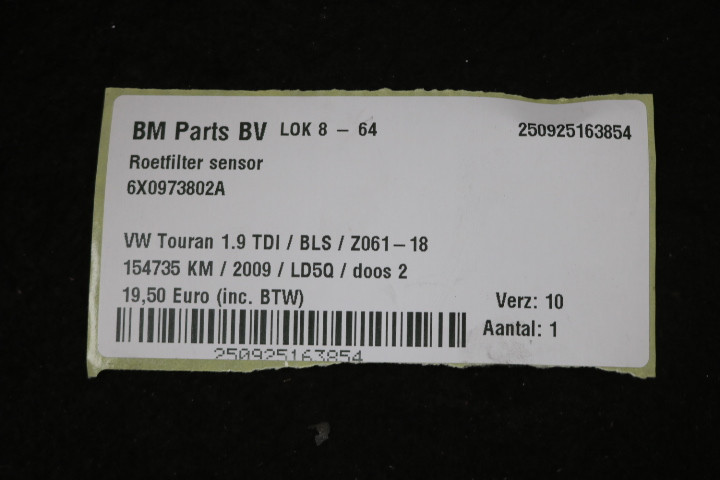 BM Parts BV LOK 8 - 64 250925163854
Roetfilter sensor
6X0973802A
VW Touran 1.9 TDI / BLS / Z061-18
154735 KM / 2009 / LD5Q / doos 2
19,50 Euro (inc. BTW) Verz: 10
Aantal: 1
250925163854